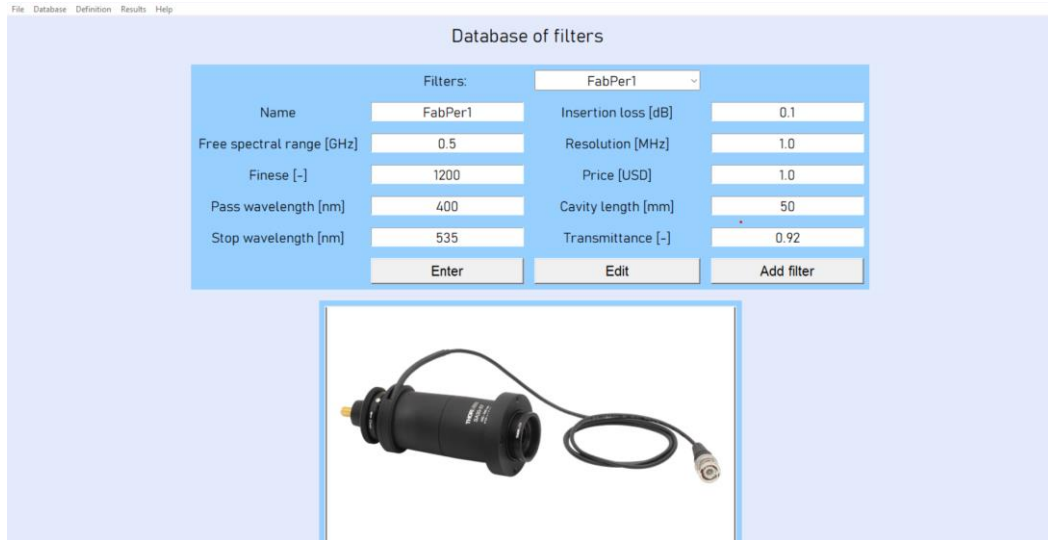 File Database Definition Results Help
Database of filters
Filters: FabPer1
Name FabPer1 Insertion loss [dB] 0.1
Free spectral range [GHz] 0.5 Resolution [MHz] 1.0
Finese [-] 1200 Price [USD] 1.0
Pass wavelength [nm] 400 Cavity length [mm] 50
Stop wavelength [nm] 535 Transmittance [-] 0.92
Enter Edit Add filter